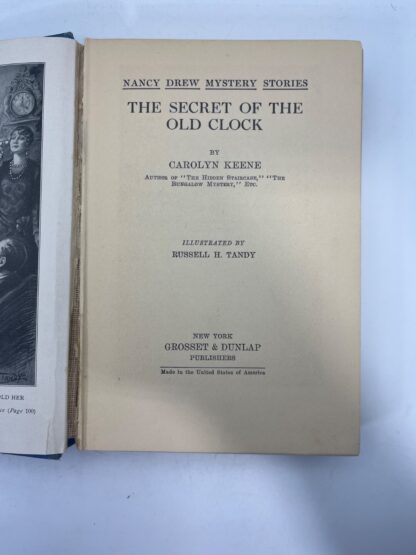 OLD HER
(Page 100)
NANCY DREW MYSTERY STORIES
THE SECRET OF THE
OLD CLOCK
BY
CAROLYN KEENE
AUTHOR OF "THE HIDDEN STAIRCASE," "THE
BUNGALOW MYSTERY," ETC.
ILLUSTRATED BY
RUSSELL H. TANDY
NEW YORK
GROSSET & DUNLAP
PUBLISHERS
Made in the United States of America